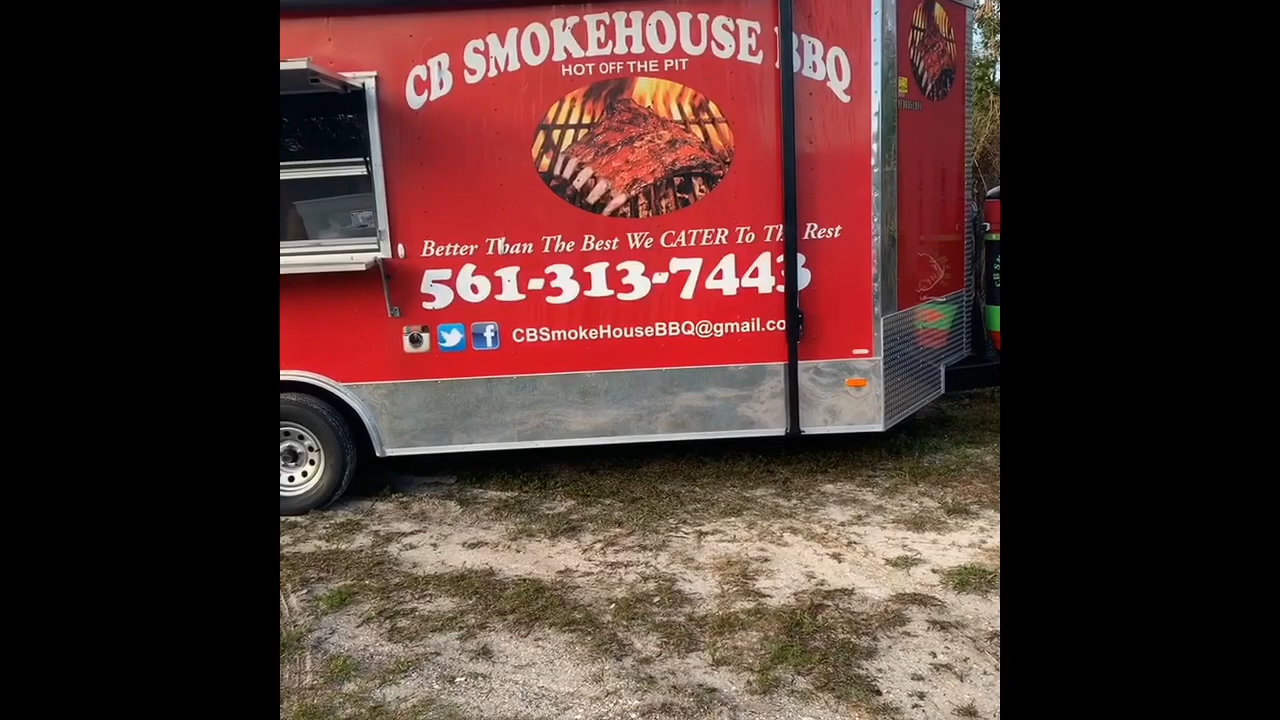 CB SMOKEHOUSE BBQ
HOT OFF THE PIT
Better Than The Best We CATER To The Rest
561-313-7443
CBSmokeHouseBBQ@gmail.co